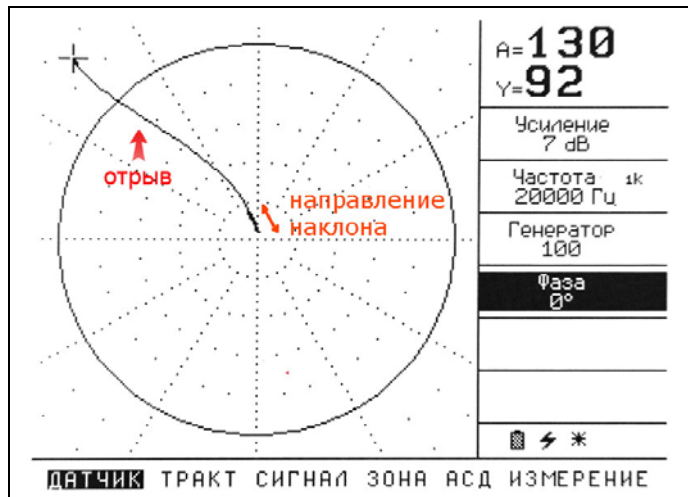 А=130
Y=92
Усиление
7 dB
Частота 1k
20000 Гц
Генератор
100
Фаза
0°
отрыв
направление
наклона
ДАТЧИК ТРАКТ СИГНАЛ ЗОНА АСД ИЗМЕРЕНИЕ